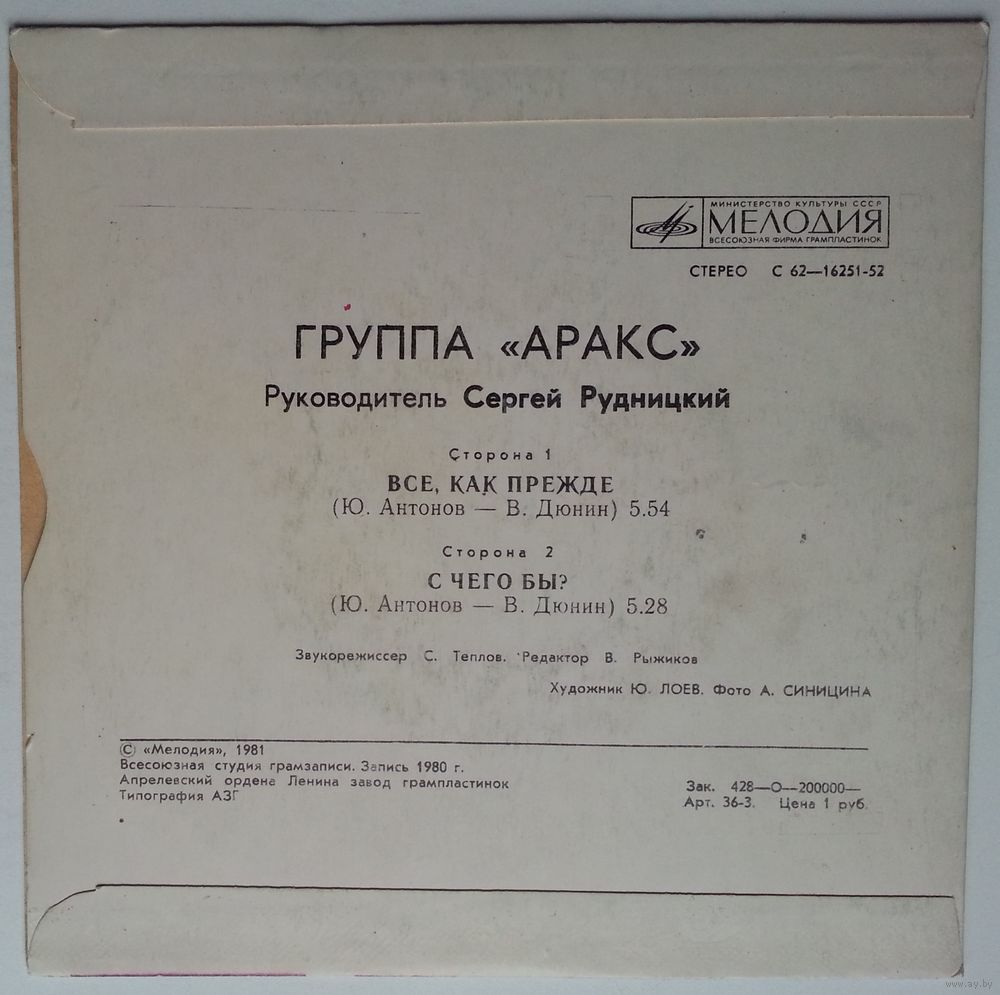 МИНИСТЕРСТВО КУЛЬТУРЫ СССР
МЕЛОДИЯ
ВСЕСОЮЗНАЯ ФИРМА ГРАМПЛАСТИНОК
СТЕРЕО С 62—16251-52
ГРУППА «АРАКС»
Руководитель Сергей Рудницкий
Сторона 1
ВСЕ, КАК ПРЕЖДЕ
(Ю. Антонов — В. Дюнин) 5.54
Сторона 2
С ЧЕГО БЫ?
(Ю. Антонов — В. Дюнин) 5.28
Звукорежиссер С. Теплов. Редактор В. Рыжиков
Художник Ю. ЛОЕВ. Фото А. СИНИЦИНА
© «Мелодия», 1981
Всесоюзная студия грамзаписи. Запись 1980 г.
Апрелевский ордена Ленина завод грампластинок
Типография АЗГ
Зак. 428—О—200000—
Арт. 36-3. Цена 1 руб.
www.ay.by